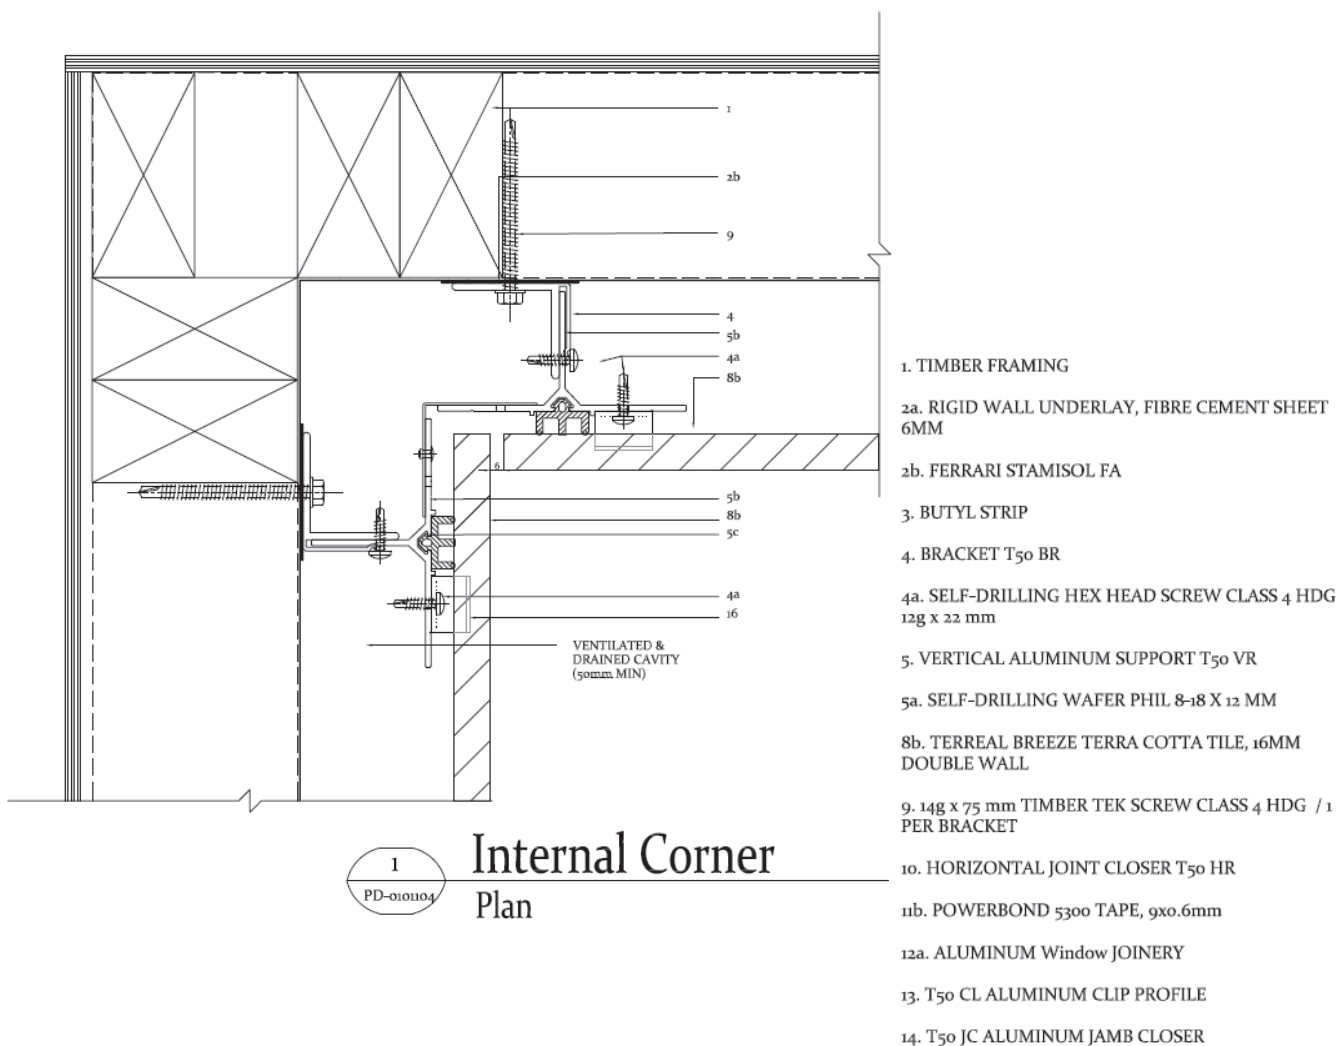 1
2b
9
4
5b
4a
8b
6
5b
8b
5c
4a
16
VENTILATED &
DRAINED CAVITY
(50mm MIN)
1
PD-0101104
Internal Corner
Plan
1. TIMBER FRAMING
2a. RIGID WALL UNDERLAY, FIBRE CEMENT SHEET
6MM
2b. FERRARI STAMISOL FA
3. BUTYL STRIP
4. BRACKET T50 BR
4a. SELF-DRILLING HEX HEAD SCREW CLASS 4 HDG
12g x 22 mm
5. VERTICAL ALUMINUM SUPPORT T50 VR
5a. SELF-DRILLING WAFER PHIL 8-18 X 12 MM
8b. TERREAL BREEZE TERRA COTTA TILE, 16MM
DOUBLE WALL
9. 14g x 75 mm TIMBER TEK SCREW CLASS 4 HDG / 1
PER BRACKET
10. HORIZONTAL JOINT CLOSER T50 HR
11b. POWERBOND 5300 TAPE, 9x0.6mm
12a. ALUMINUM Window JOINERY
13. T50 CL ALUMINUM CLIP PROFILE
14. T50 JC ALUMINUM JAMB CLOSER